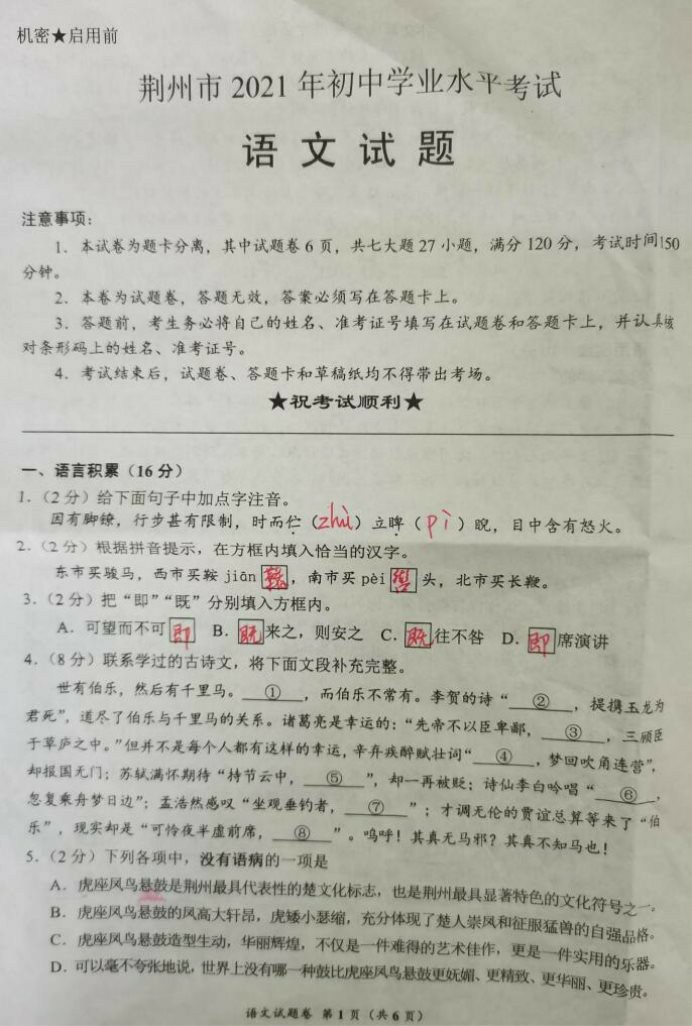 机密★启用前
荆州市 2021 年初中学业水平考试
语 文 试 题
注意事项：
1．本试卷为题卡分离，其中试题卷 6 页，共七大题 27 小题，满分 120 分，考试时间150
分钟。
2．本卷为试题卷，答题无效，答案必须写在答题卡上。
3．答题前，考生务必将自己的姓名、准考证号填写在试题卷和答题卡上，并认真核
对条形码上的姓名、准考证号。
4．考试结束后，试题卷、答题卡和草稿纸均不得带出考场。
★祝考试顺利★
一、语言积累（16 分）
1．（2 分）给下面句子中加点字注音。
因有脚镣，行步甚有限制，时而伫（zhù）立睥（pì）睨，目中含有怒火。
2．（2 分）根据拼音提示，在方框内填入恰当的汉字。
东市买骏马，西市买鞍 jiān 鞯，南市买 pèi 辔 头，北市买长鞭。
3．（2 分）把“即”“既”分别填入方框内。
A．可望而不可 即 B．既 来之，则安之 C．既 往不咎 D．即 席演讲
4．（8 分）联系学过的古诗文，将下面文段补充完整。
世有伯乐，然后有千里马。 ① ，而伯乐不常有。李贺的诗“ ② ，提携玉龙为
君死”，道尽了伯乐与千里马的关系。诸葛亮是幸运的：“先帝不以臣卑鄙， ③ ，三顾臣
于草庐之中。”但并不是每个人都有这样的幸运，辛弃疾醉赋壮词“ ④ ，梦回吹角连营”，
却报国无门；苏轼满怀期待“持节云中， ⑤ ”，却一再被贬；诗仙李白吟唱“ ⑥ ，
忽复乘舟梦日边”；孟浩然感叹“坐观垂钓者， ⑦ ”；才调无伦的贾谊总算等来了“伯
乐”，现实却是“可怜夜半虚前席， ⑧ ”。呜呼！其真无马邪？其真不知马也！
5．（2 分）下列各项中，没有语病的一项是
A．虎座凤鸟悬鼓是荆州最具代表性的楚文化标志，也是荆州最具显著特色的文化符号之一。
B．虎座凤鸟悬鼓的凤高大轩昂，虎矮小瑟缩，充分体现了楚人崇凤和征服猛兽的自强品格。
C．虎座凤鸟悬鼓造型生动，华丽辉煌，不仅是一件难得的艺术佳作，更是一件实用的乐器。
D．可以毫不夸张地说，世界上没有哪一种鼓比虎座凤鸟悬鼓更妩媚、更精致、更华丽、更珍贵。
语文试题卷 第 1 页（共 6 页）